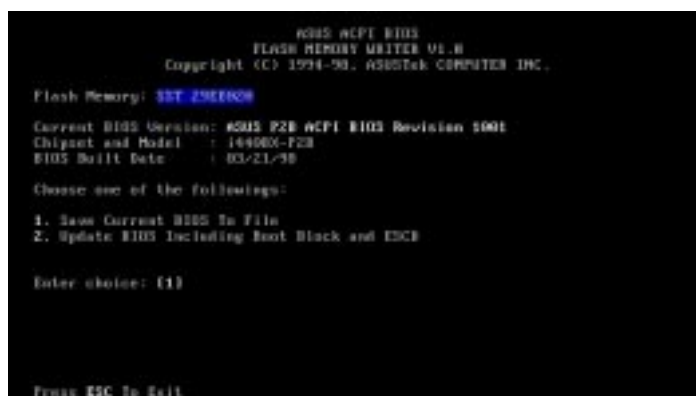 ASUS ACPI BIOS
FLASH MEMORY WRITER V1.0
Copyright (C) 1994-98, ASUSTek COMPUTER INC.
Flash Memory: SST 29EE020
Current BIOS Version: ASUS P2B ACPI BIOS Revision 1001
Chipset and Model : i440BX-P2B
BIOS Built Date : 03/21/98
Choose one of the followings:
1. Save Current BIOS To File
2. Update BIOS Including Boot Block and ESCD
Enter choice: [1]
Press ESC To Exit